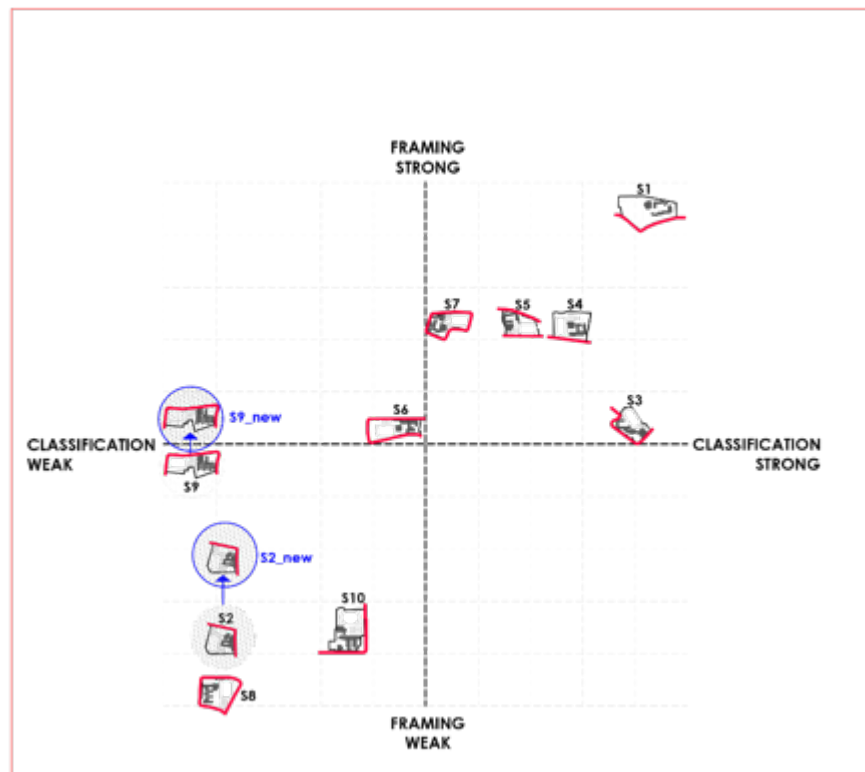 FRAMING
STRONG
S1
S7
S5
S4
S9_new
S6
S3
CLASSIFICATION
WEAK
CLASSIFICATION
STRONG
S9
S2_new
S2
S10
S8
FRAMING
WEAK